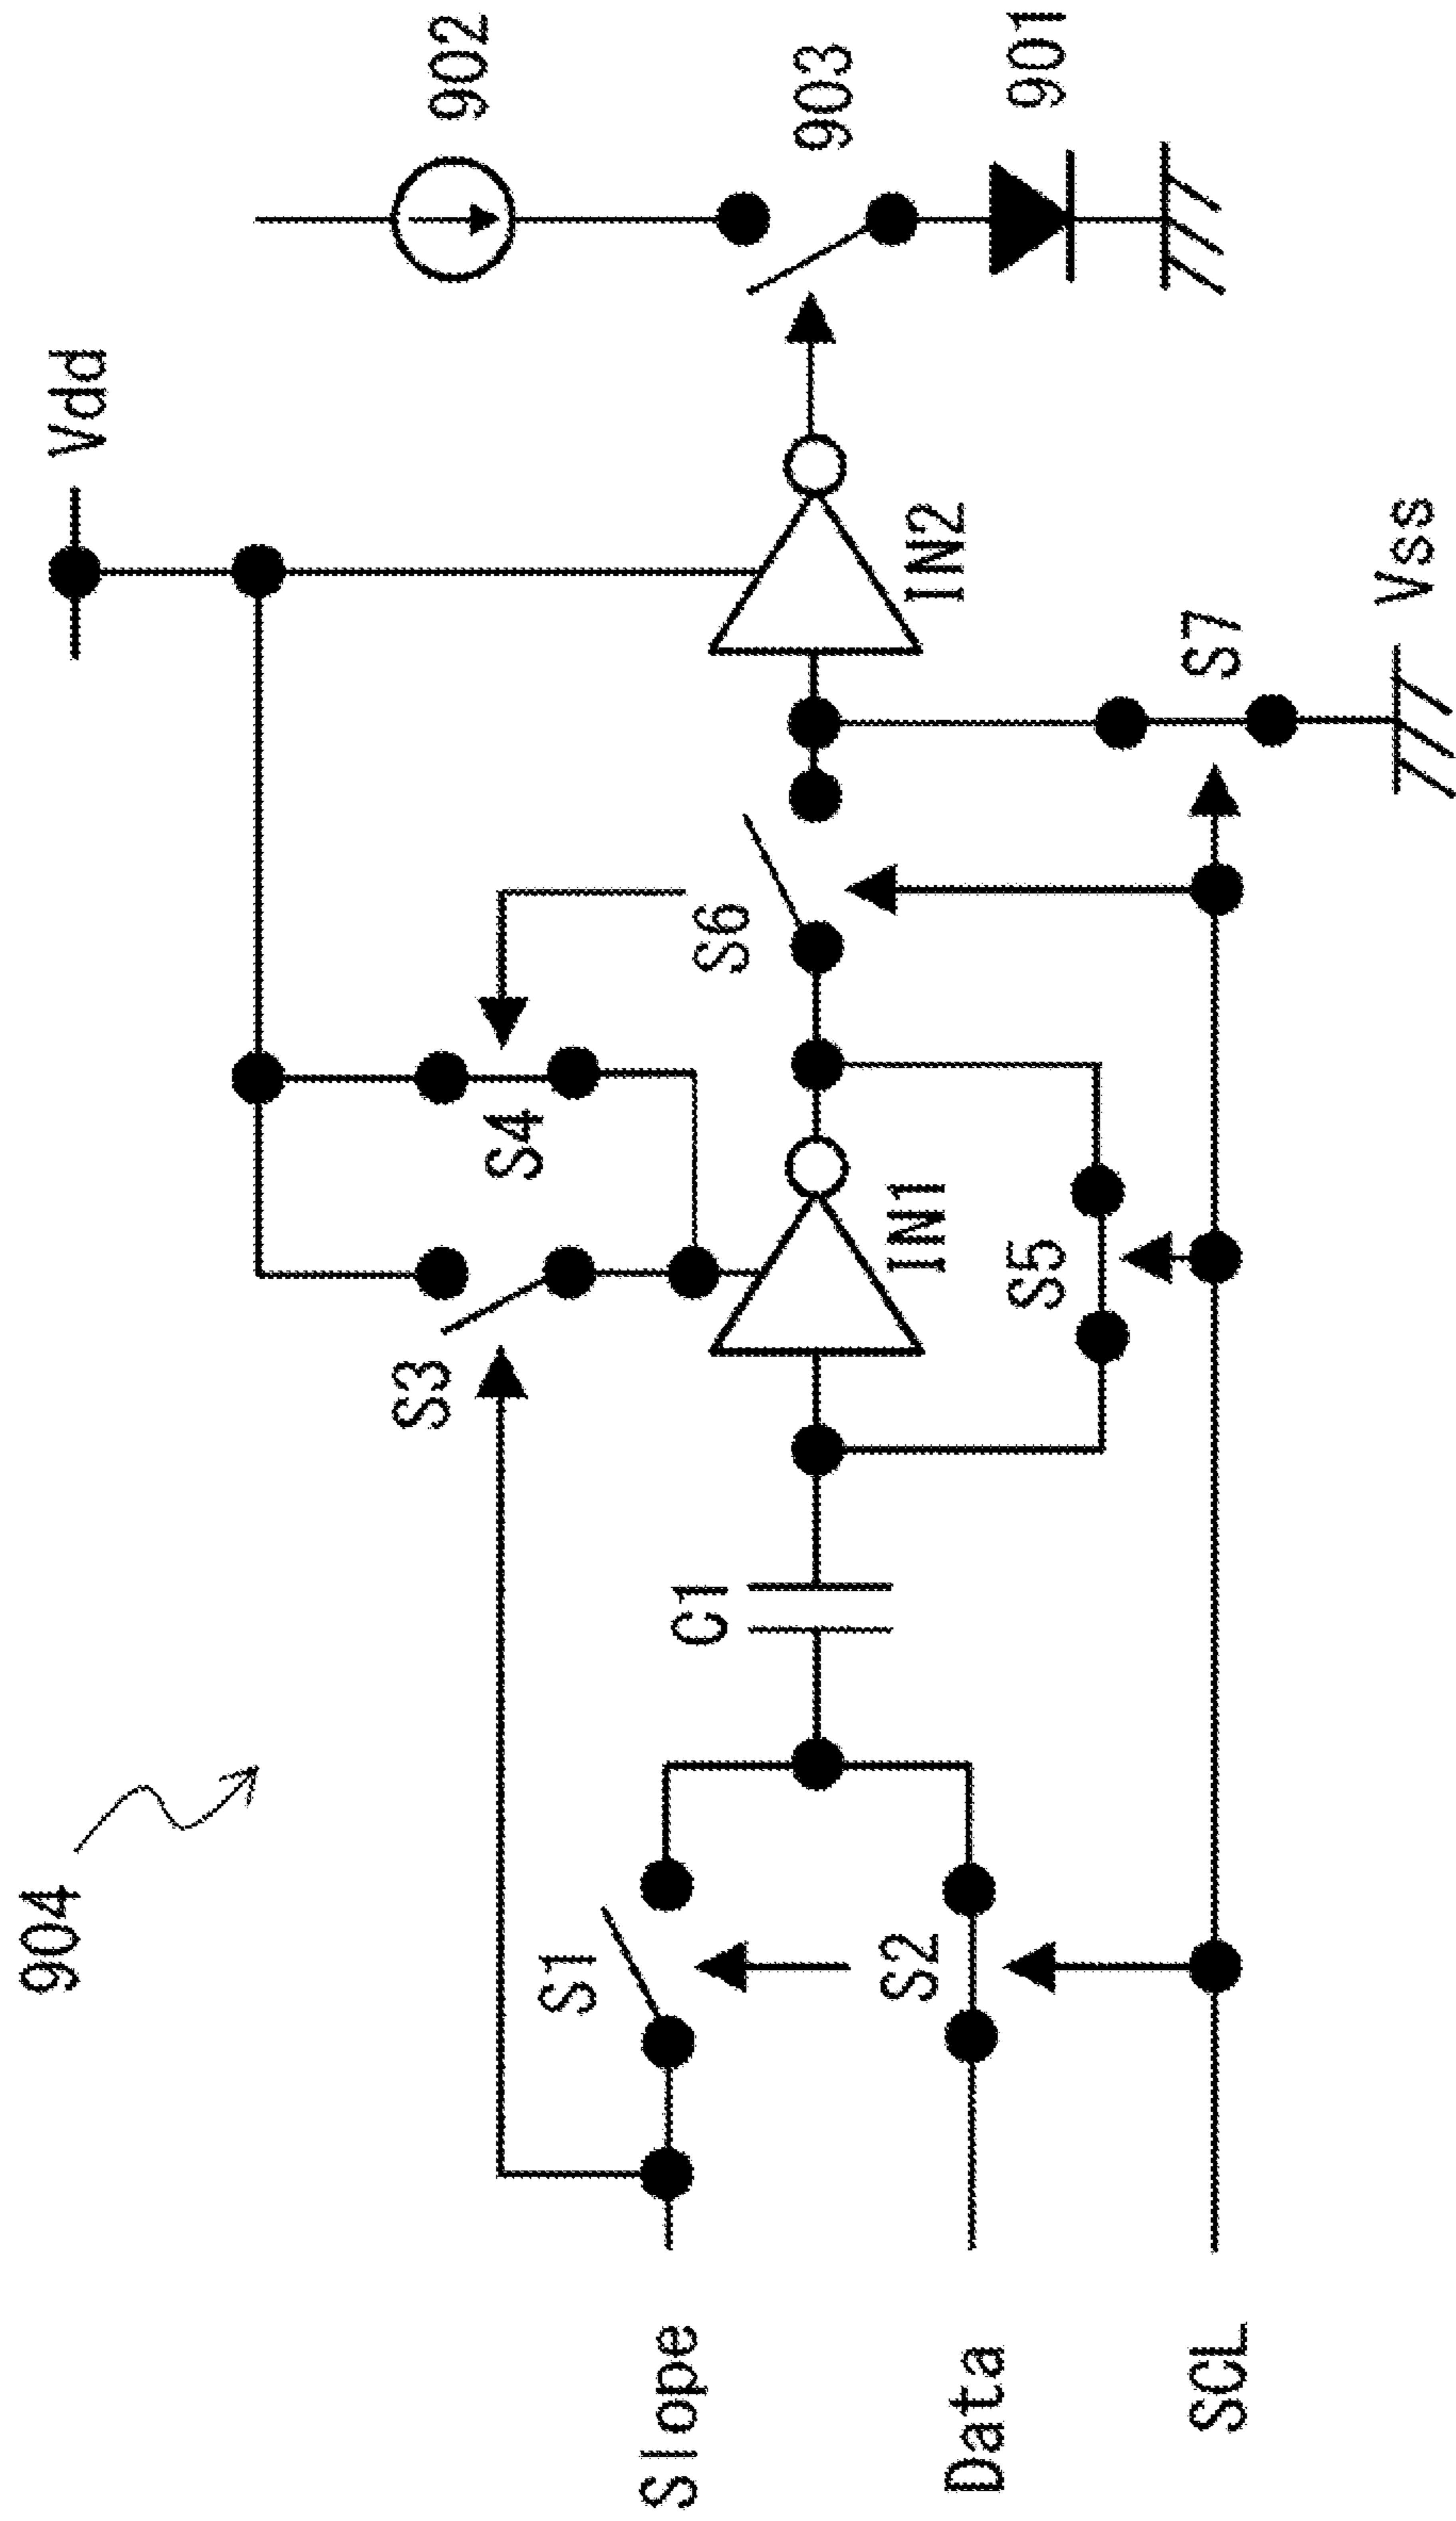 904
Vdd
902
903
901
S3
S4
S6
C1
IN1
IN2
S1
S2
S5
S7
Vss
Slope
Data
SCL